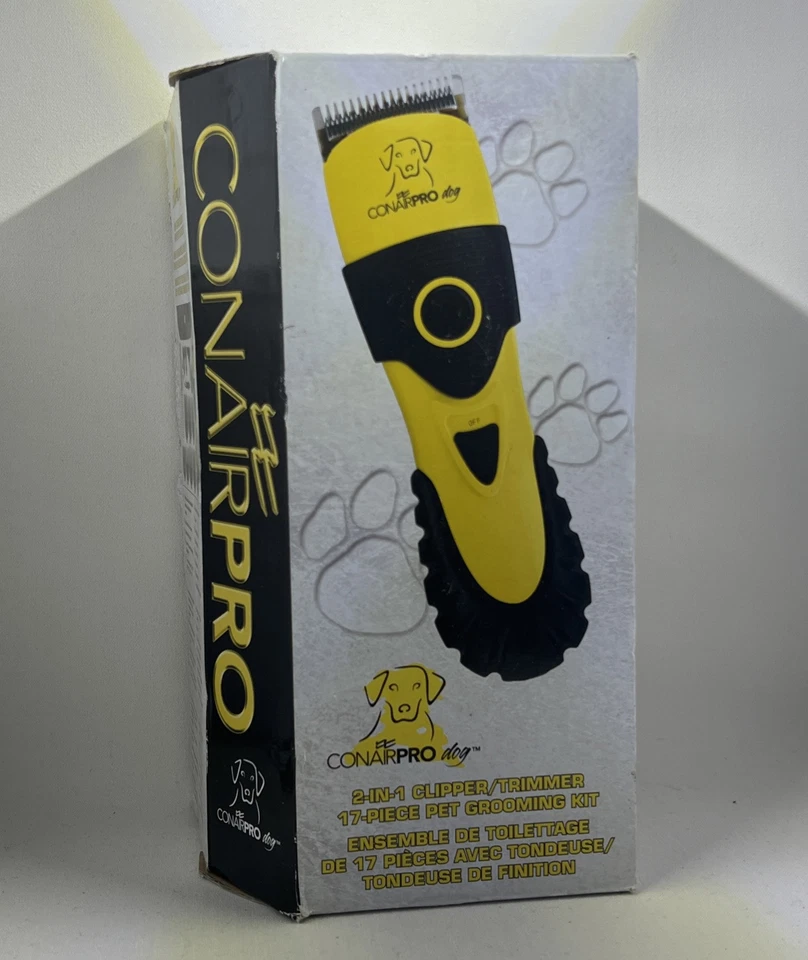 CONAIRPRO
CONAIRPRO dog™
CONAIRPRO dog
OFF
CONAIRPRO dog™
2-IN-1 CLIPPER/TRIMMER
17-PIECE PET GROOMING KIT
ENSEMBLE DE TOILETTAGE
DE 17 PIÈCES AVEC TONDEUSE/
TONDEUSE DE FINITION